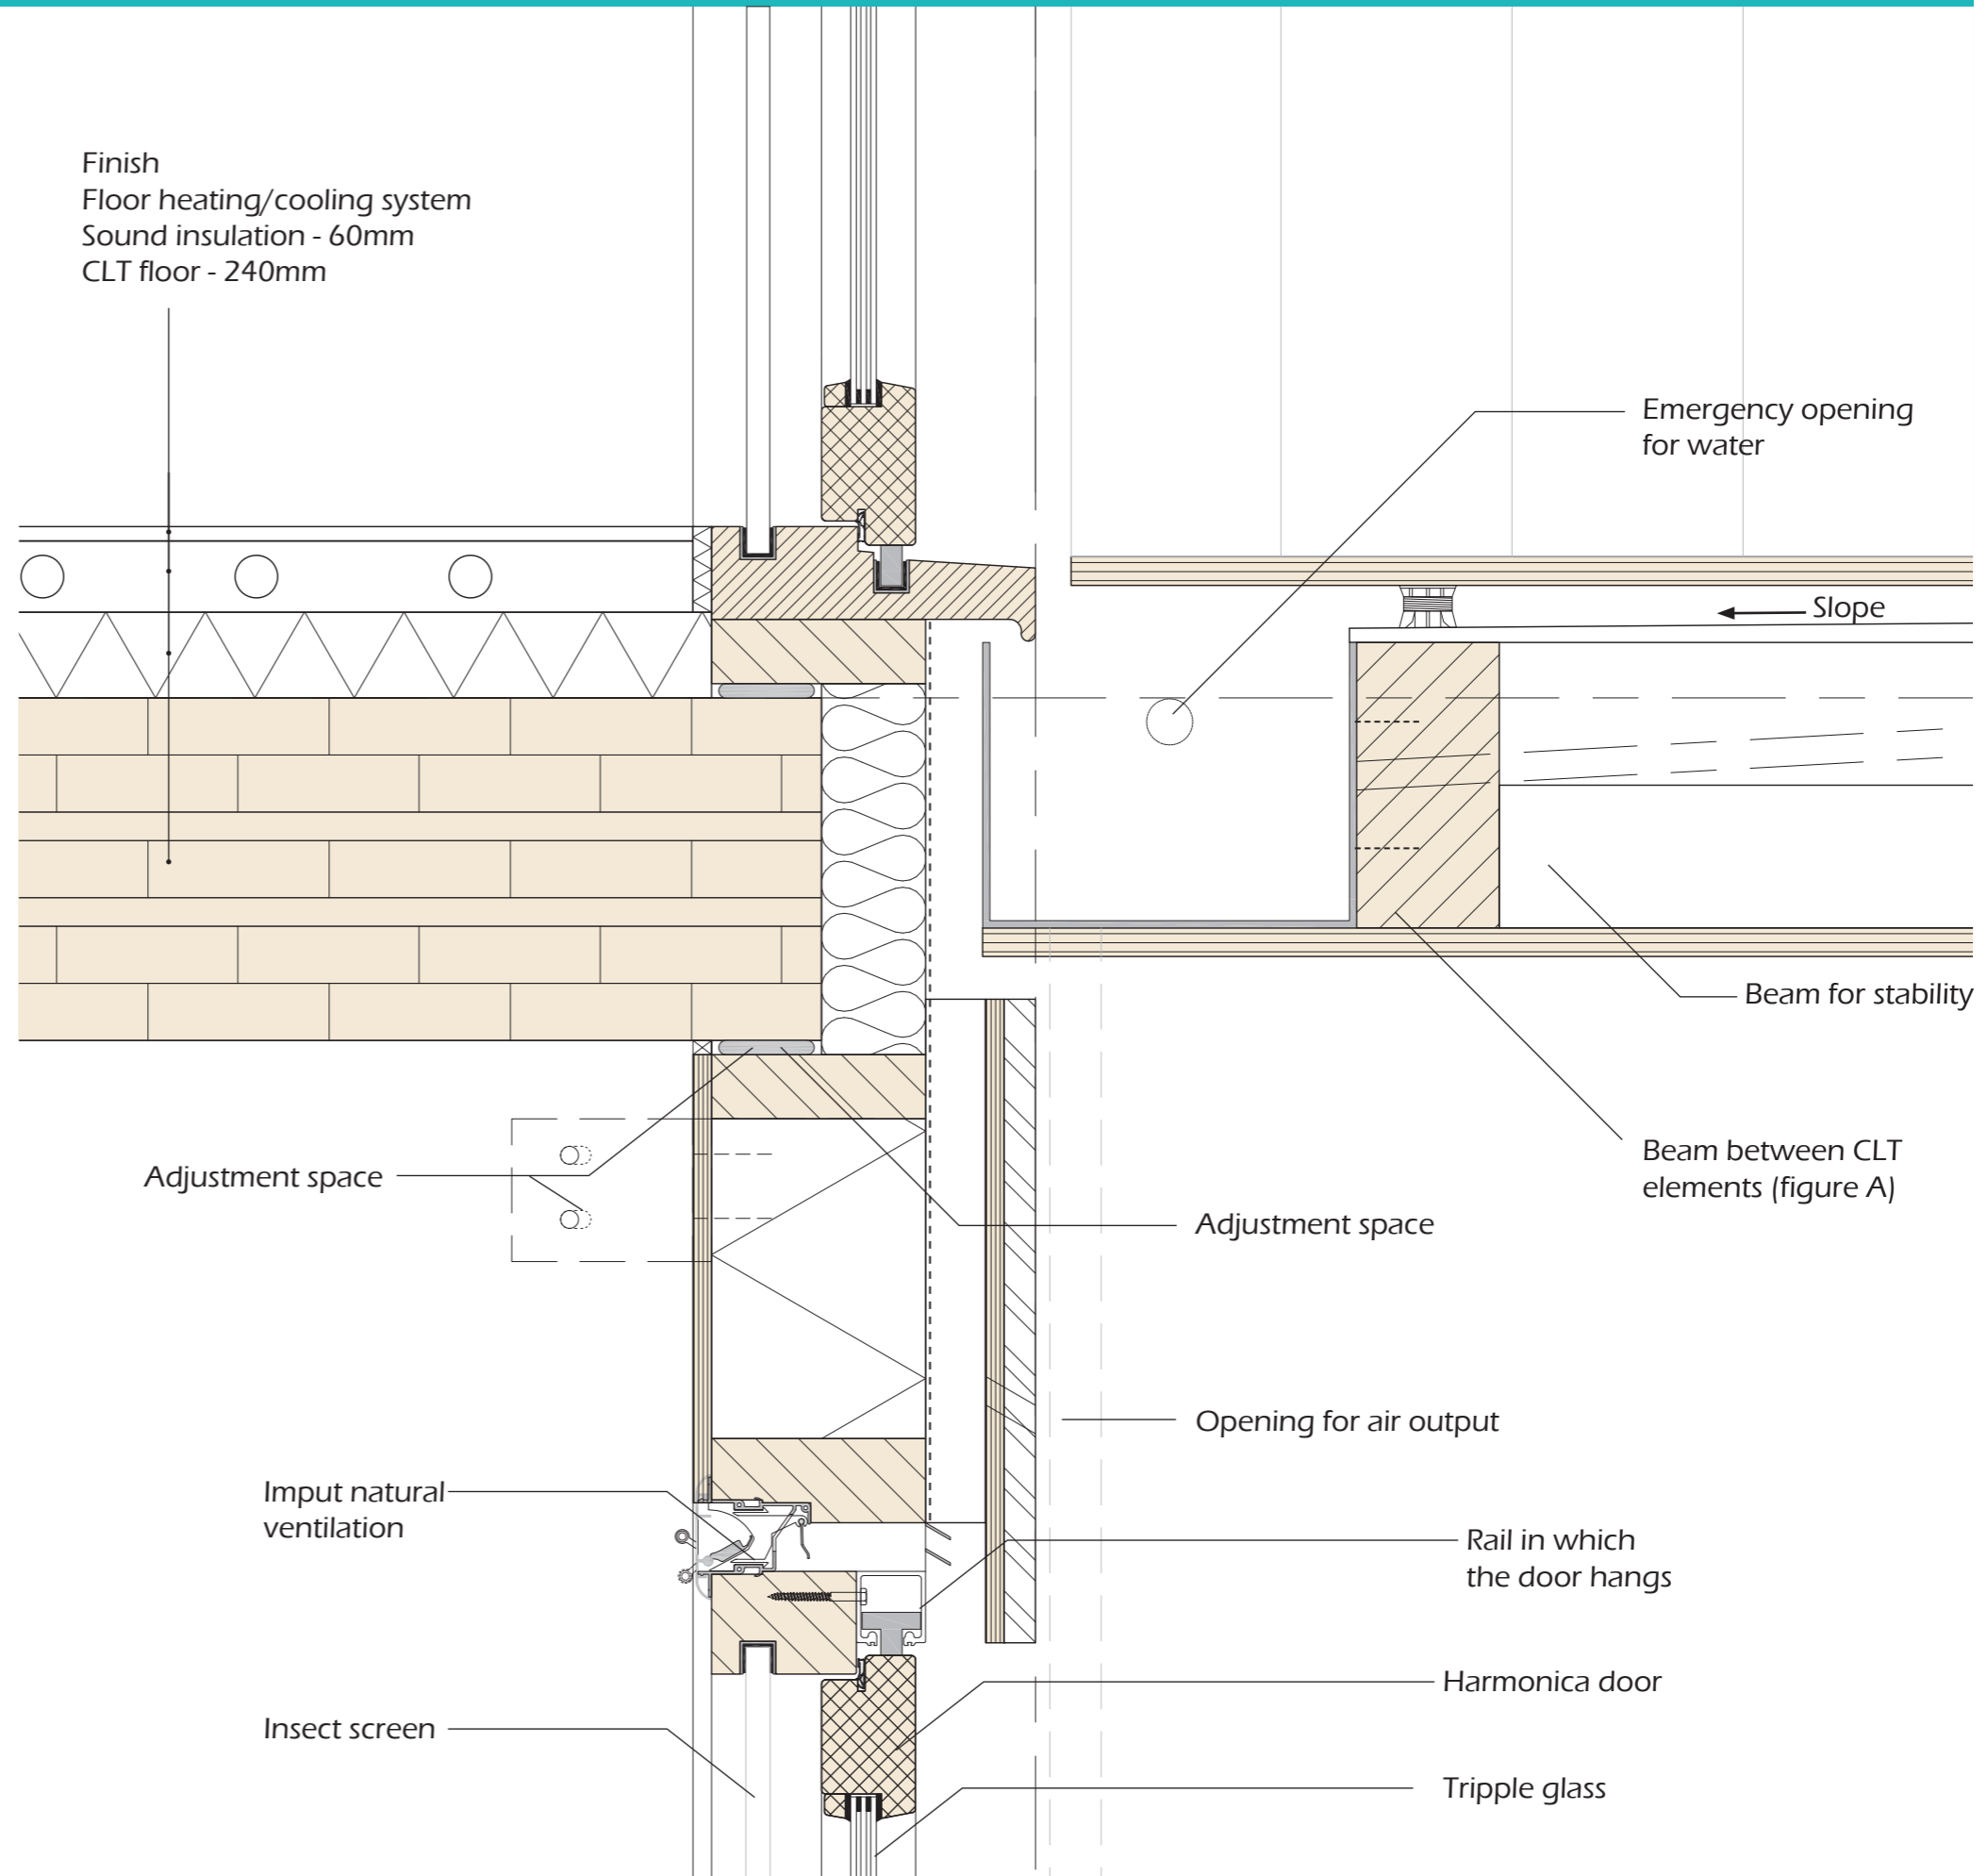 Finish
Floor heating/cooling system
Sound insulation - 60mm
CLT floor - 240mm
Emergency opening
for water
Slope
Beam for stability
Beam between CLT
elements (figure A)
Adjustment space
Adjustment space
Opening for air output
Imput natural
ventilation
Rail in which
the door hangs
Harmonica door
Insect screen
Tripple glass